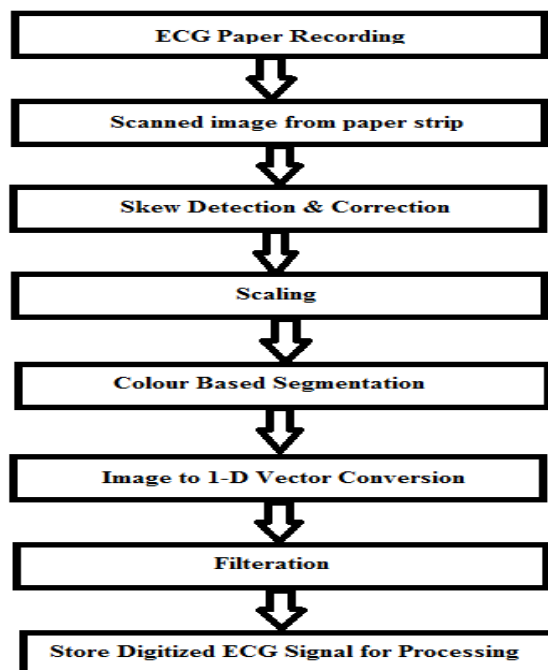 ECG Paper Recording
Scanned image from paper strip
Skew Detection & Correction
Scaling
Colour Based Segmentation
Image to 1-D Vector Conversion
Filteration
Store Digitized ECG Signal for Processing